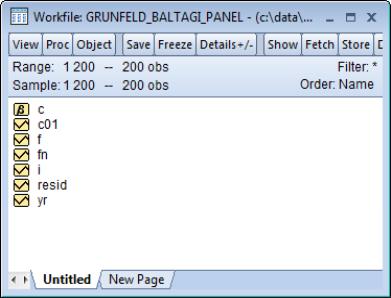 Workfile: GRUNFELD_BALTAGI_PANEL - (c:\data\...
View Proc Object Save Freeze Details+/- Show Fetch Store D
Range: 1 200 -- 200 obs Filter: *
Sample: 1 200 -- 200 obs Order: Name
β c
c01
f
fn
i
resid
yr
Untitled New Page